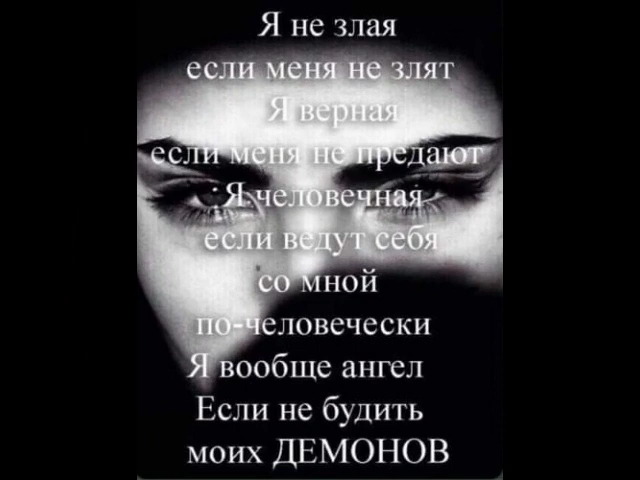 Я не злая
если меня не злят
Я верная
если меня не предают
Я человечная
если ведут себя
со мной
по-человечески
Я вообще ангел
Если не будить
моих ДЕМОНОВ